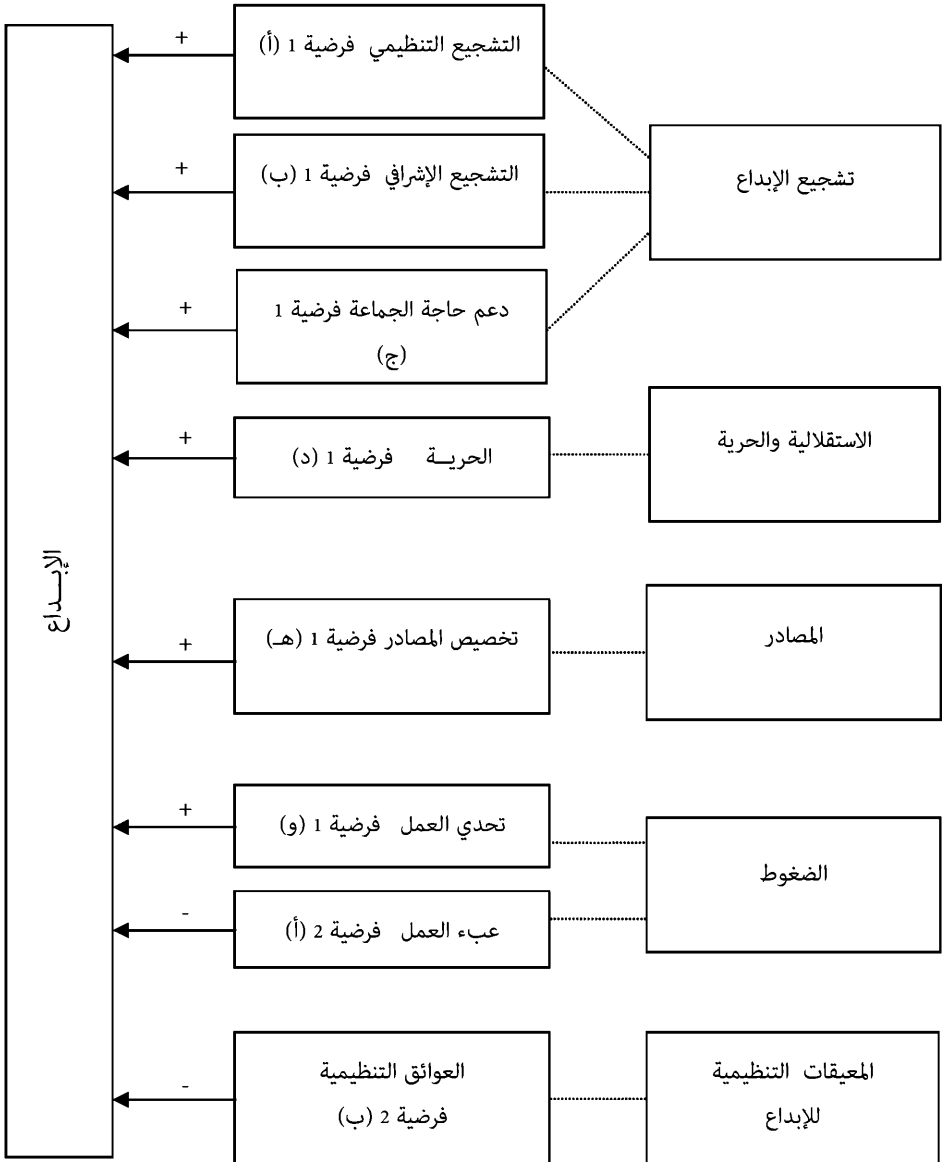 تشجيع الإبداع
التشجيع التنظيمي فرضية 1 (أ)
+
التشجيع الإشرافي فرضية 1 (ب)
+
دعم حاجة الجماعة فرضية 1
(ج)
+
الاستقلالية والحرية
الحريــة فرضية 1 (د)
+
المصادر
تخصيص المصادر فرضية 1 (هـ)
+
الضغوط
تحدي العمل فرضية 1 (و)
+
عبء العمل فرضية 2 (أ)
-
المعيقات التنظيمية
للإبداع
العوائق التنظيمية
فرضية 2 (ب)
-
الإبــداع